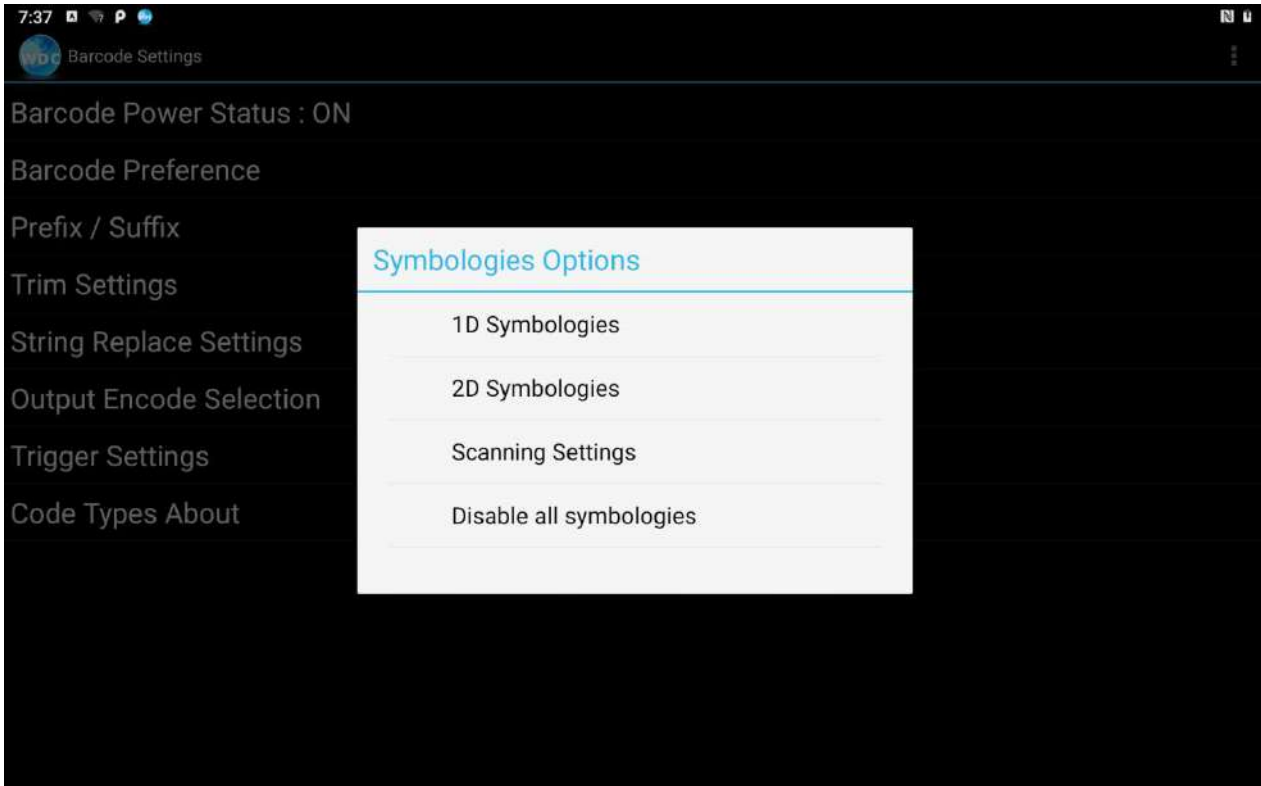 7:37
WDC Barcode Settings
Barcode Power Status : ON
Barcode Preference
Prefix / Suffix
Trim Settings
String Replace Settings
Output Encode Selection
Trigger Settings
Code Types About
Symbologies Options
1D Symbologies
2D Symbologies
Scanning Settings
Disable all symbologies